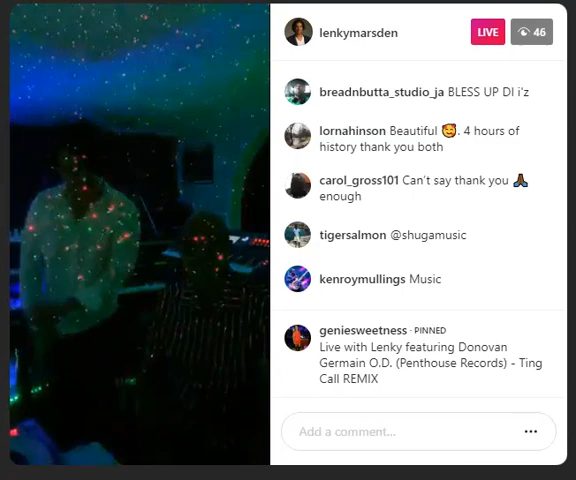 lenkymarsden
LIVE
46
breadnbutta_studio_ja BLESS UP DI i'z
lornahinson Beautiful 🥰. 4 hours of
history thank you both
carol_gross101 Can't say thank you 🙏🏾
enough
tigersalmon @shugamusic
kenroymullings Music
geniesweetness · PINNED
Live with Lenky featuring Donovan
Germain O.D. (Penthouse Records) - Ting
Call REMIX
Add a comment...